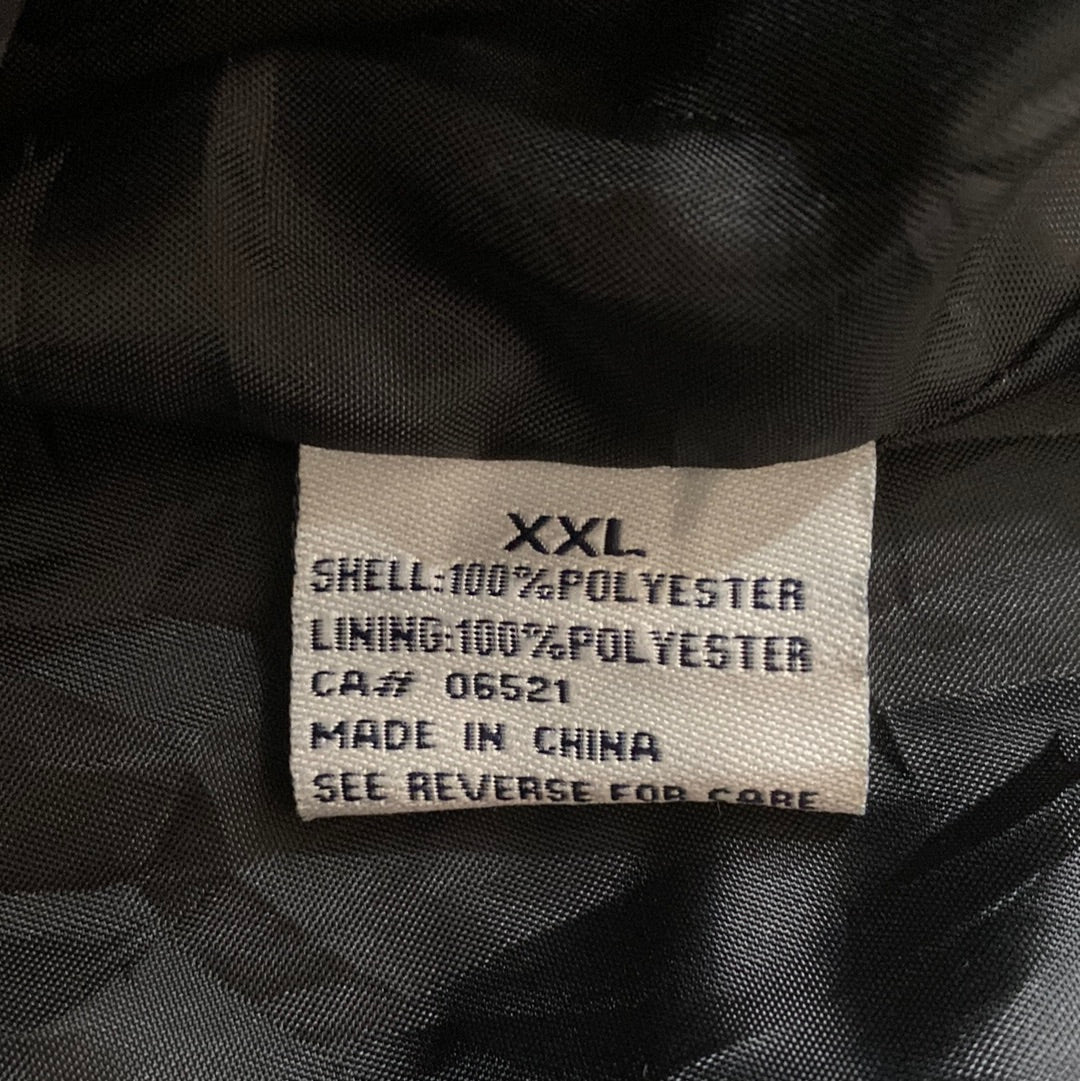 XXL
SHELL:100%POLYESTER
LINING:100%POLYESTER
CA# 06521
MADE IN CHINA
SEE REVERSE FOR CARE